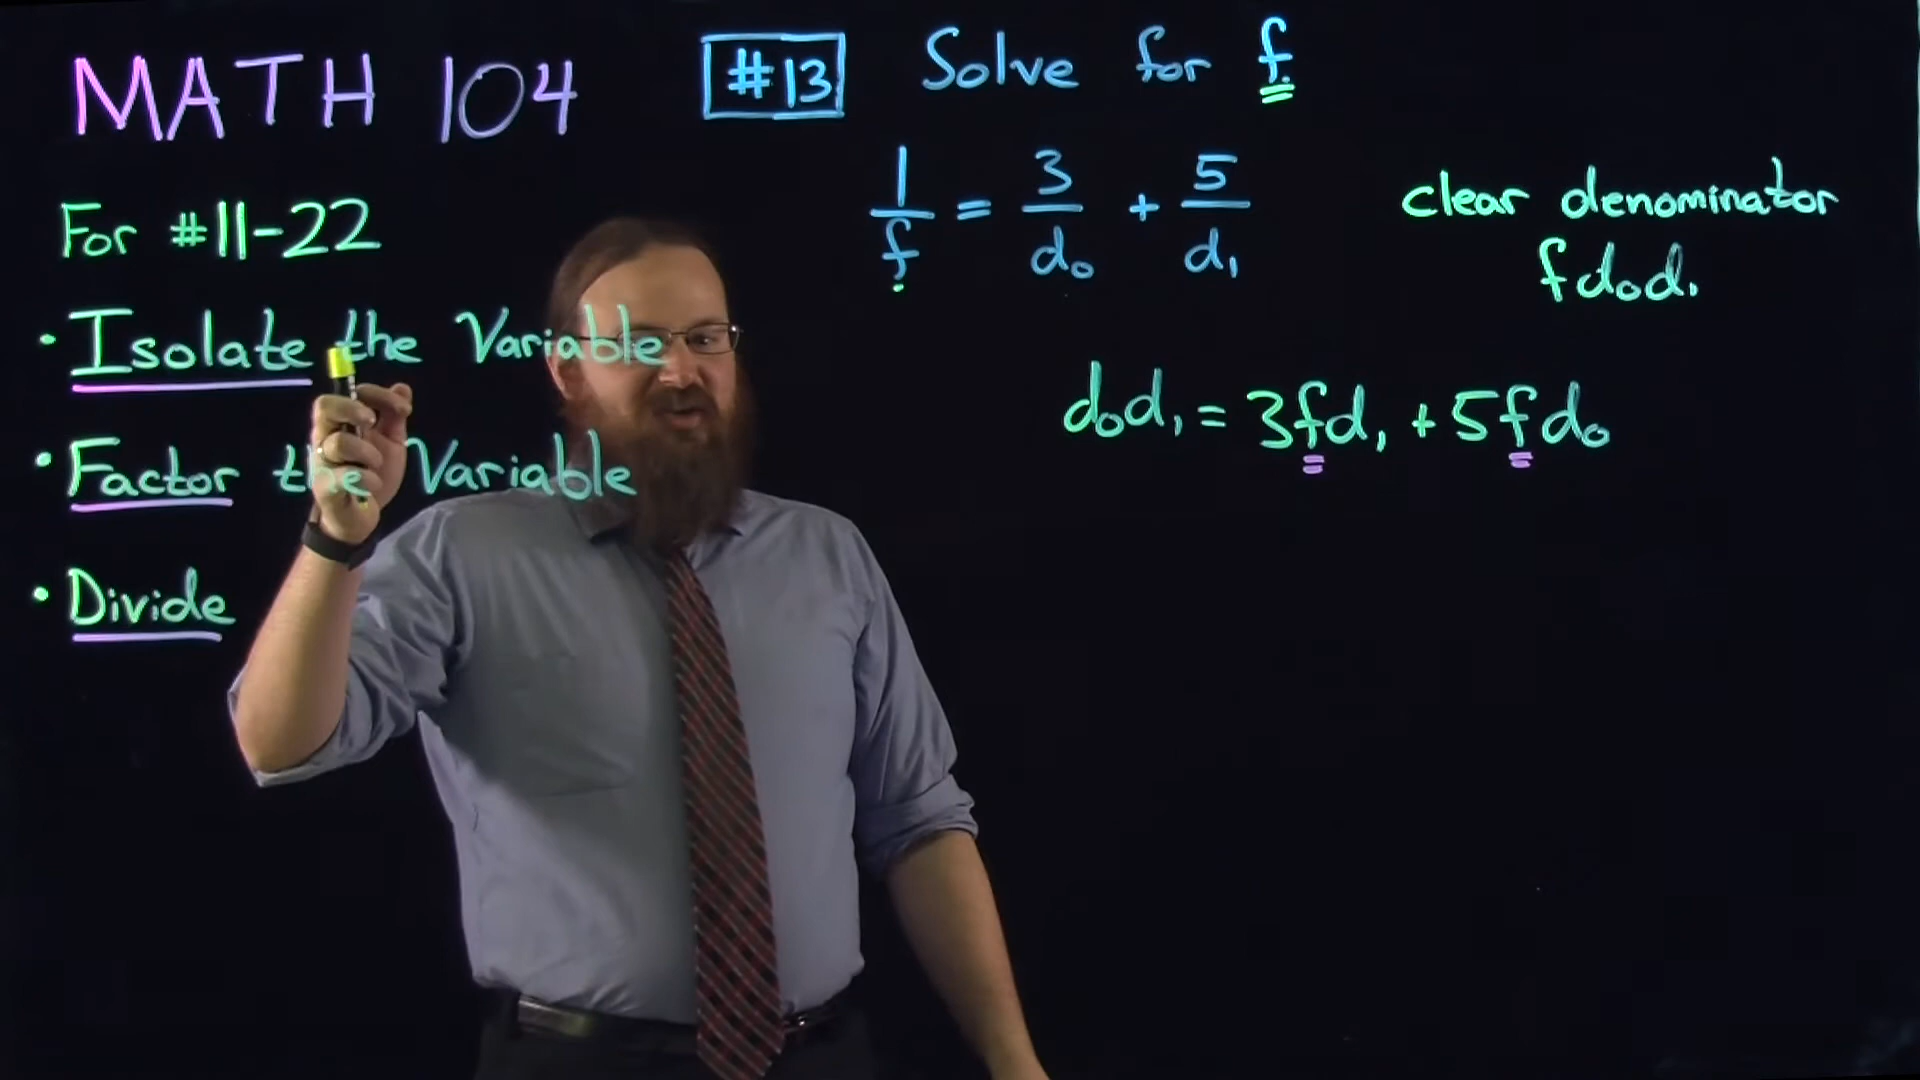 MATH 104
For #11-22
• Isolate the Variable
• Factor the Variable
• Divide
#13 Solve for f
1/f = 3/d₀ + 5/d₁
clear denominator
fd₀d₁
d₀d₁ = 3fd₁ + 5fd₀